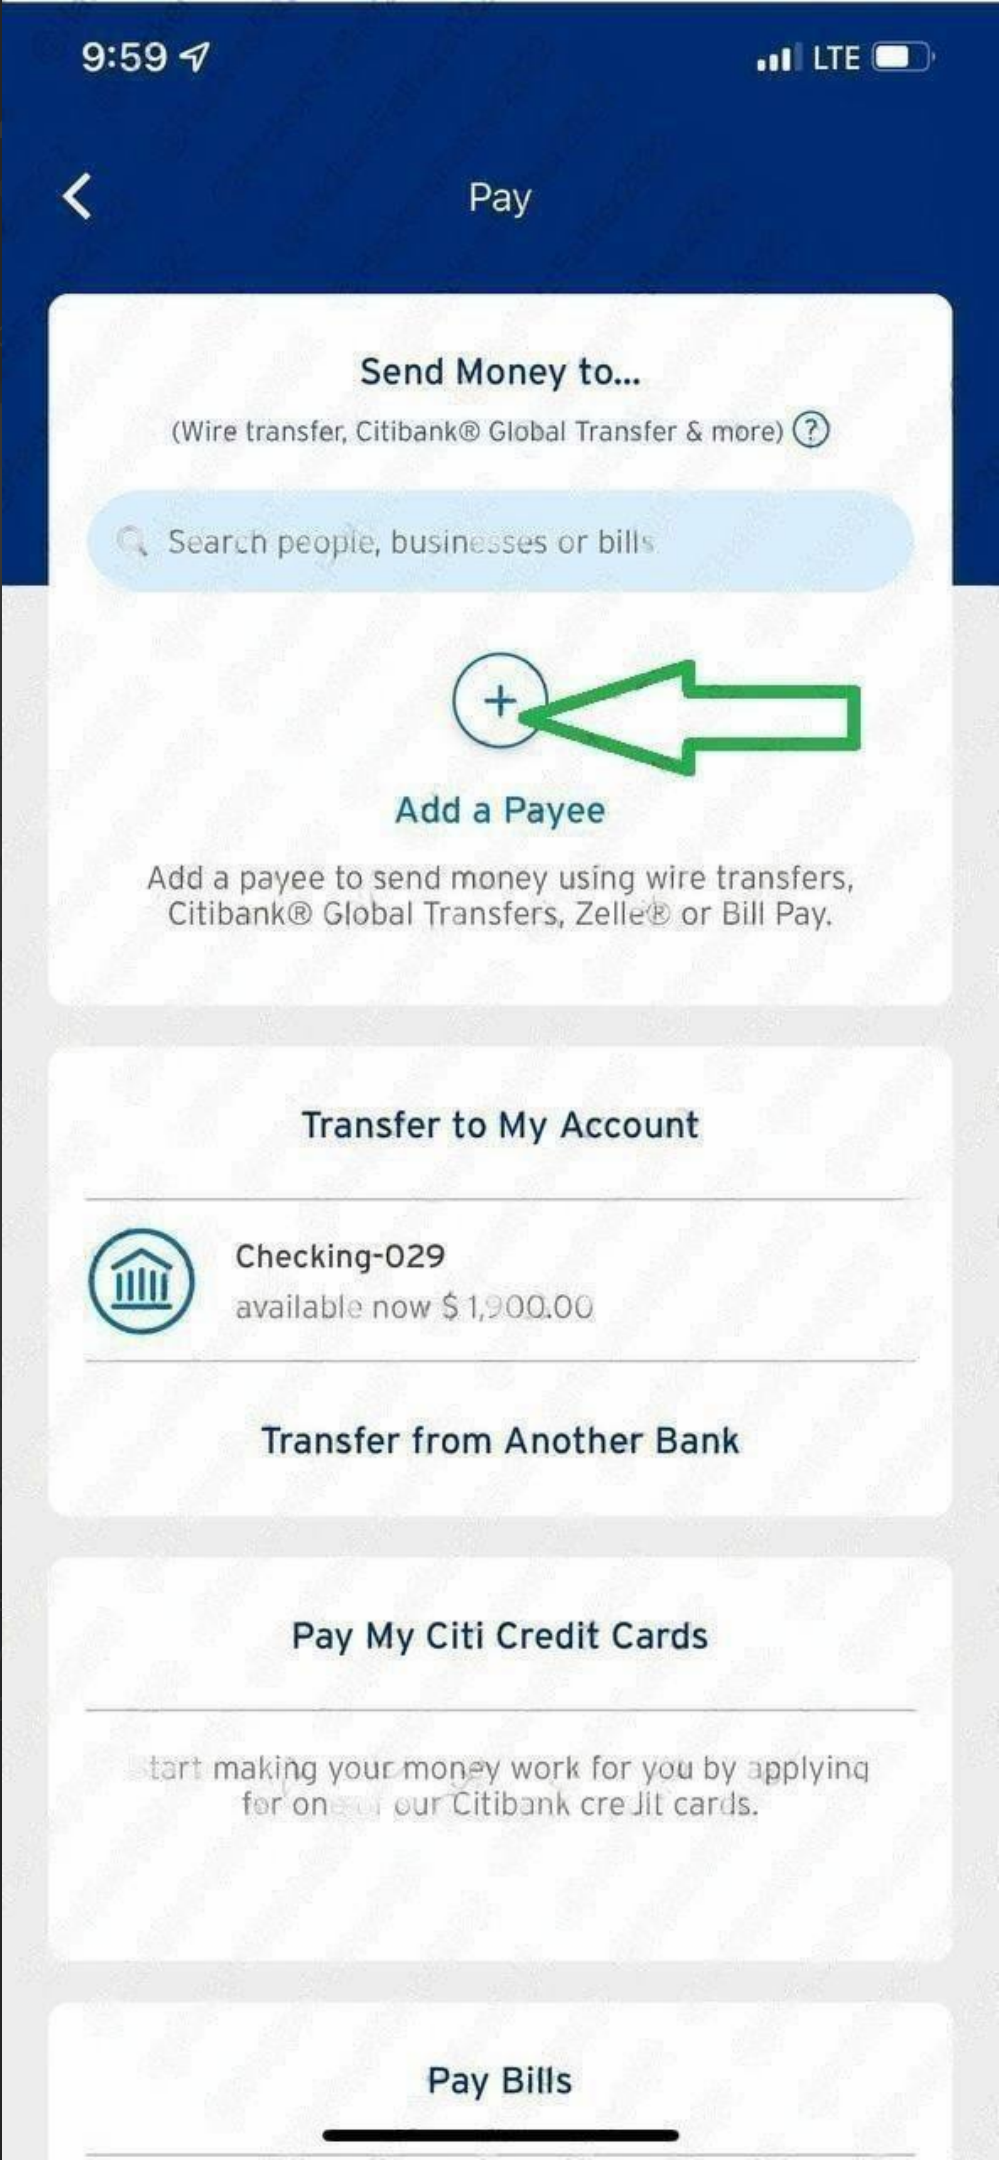 9:59
LTE
Pay
Send Money to...
(Wire transfer, Citibank® Global Transfer & more) ?
Search people, businesses or bills
+
Add a Payee
Add a payee to send money using wire transfers,
Citibank® Global Transfers, Zelle® or Bill Pay.
Transfer to My Account
Checking-029
available now $ 1,900.00
Transfer from Another Bank
Pay My Citi Credit Cards
tart making your money work for you by applying
for one of our Citibank credit cards.
Pay Bills